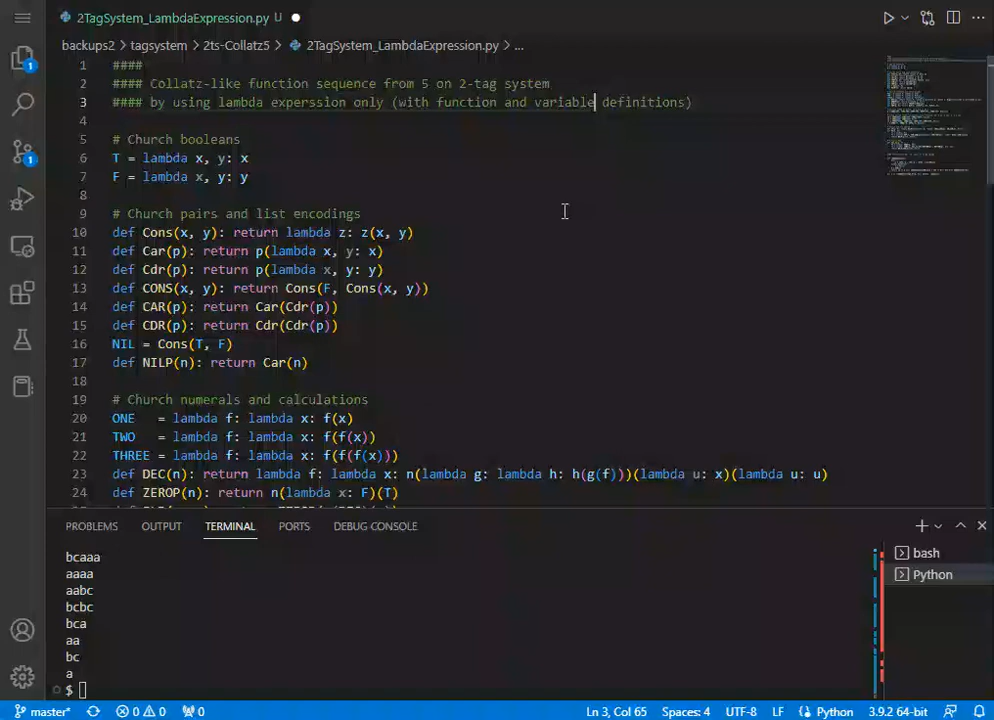 2TagSystem_LambdaExpression.py U
backups2 > tagsystem > 2ts-Collatz5 > 2TagSystem_LambdaExpression.py > ...
1 ####
2 #### Collatz-like function sequence from 5 on 2-tag system
3 #### by using lambda experssion only (with function and variable definitions)
4
5 # Church booleans
6 T = lambda x, y: x
7 F = lambda x, y: y
8
9 # Church pairs and list encodings
10 def Cons(x, y): return lambda z: z(x, y)
11 def Car(p): return p(lambda x, y: x)
12 def Cdr(p): return p(lambda x, y: y)
13 def CONS(x, y): return Cons(F, Cons(x, y))
14 def CAR(p): return Car(Cdr(p))
15 def CDR(p): return Cdr(Cdr(p))
16 NIL = Cons(T, F)
17 def NILP(n): return Car(n)
18
19 # Church numerals and calculations
20 ONE   = lambda f: lambda x: f(x)
21 TWO   = lambda f: lambda x: f(f(x))
22 THREE = lambda f: lambda x: f(f(f(x)))
23 def DEC(n): return lambda f: lambda x: n(lambda g: lambda h: h(g(f)))(lambda u: x)(lambda u: u)
24 def ZEROP(n): return n(lambda x: F)(T)
PROBLEMS OUTPUT TERMINAL PORTS DEBUG CONSOLE
bcaaa
aaaa
aabc
bcbc
bca
aa
bc
a
$
bash
Python
1
1
master* 0 0 0 Ln 3, Col 65 Spaces: 4 UTF-8 LF Python 3.9.2 64-bit